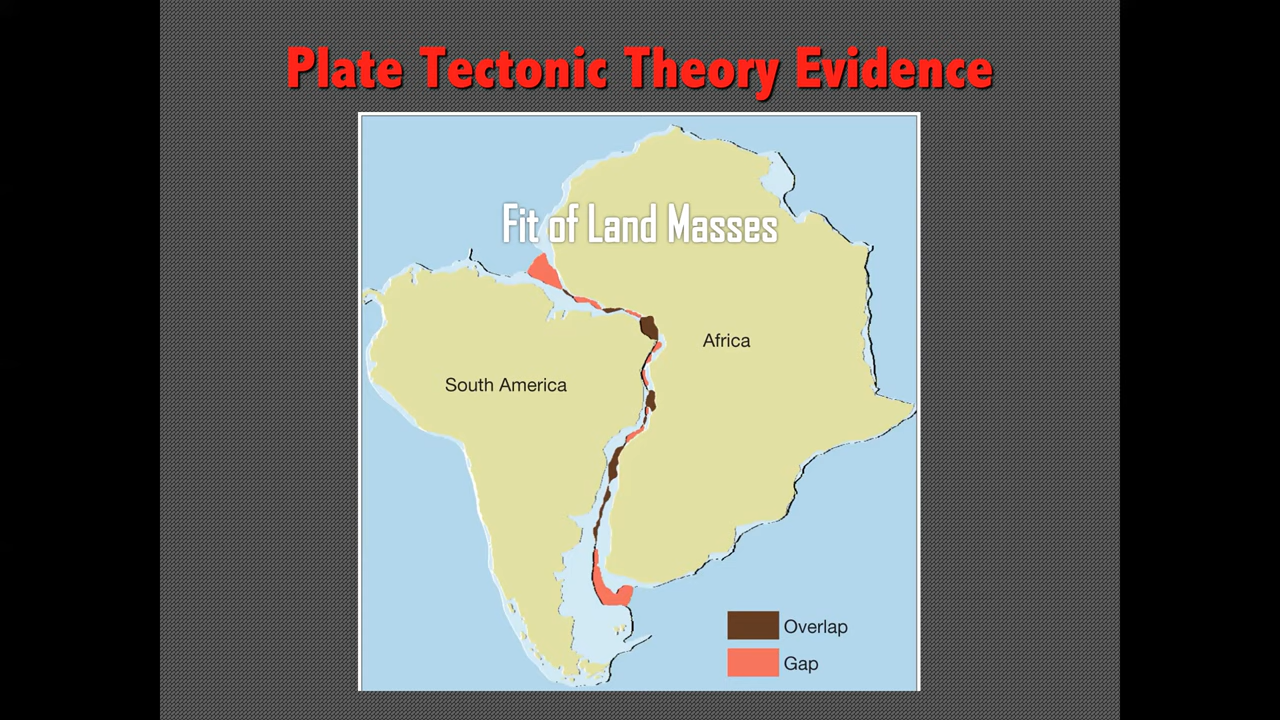 Plate Tectonic Theory Evidence
Fit of Land Masses
Africa
South America
Overlap
Gap